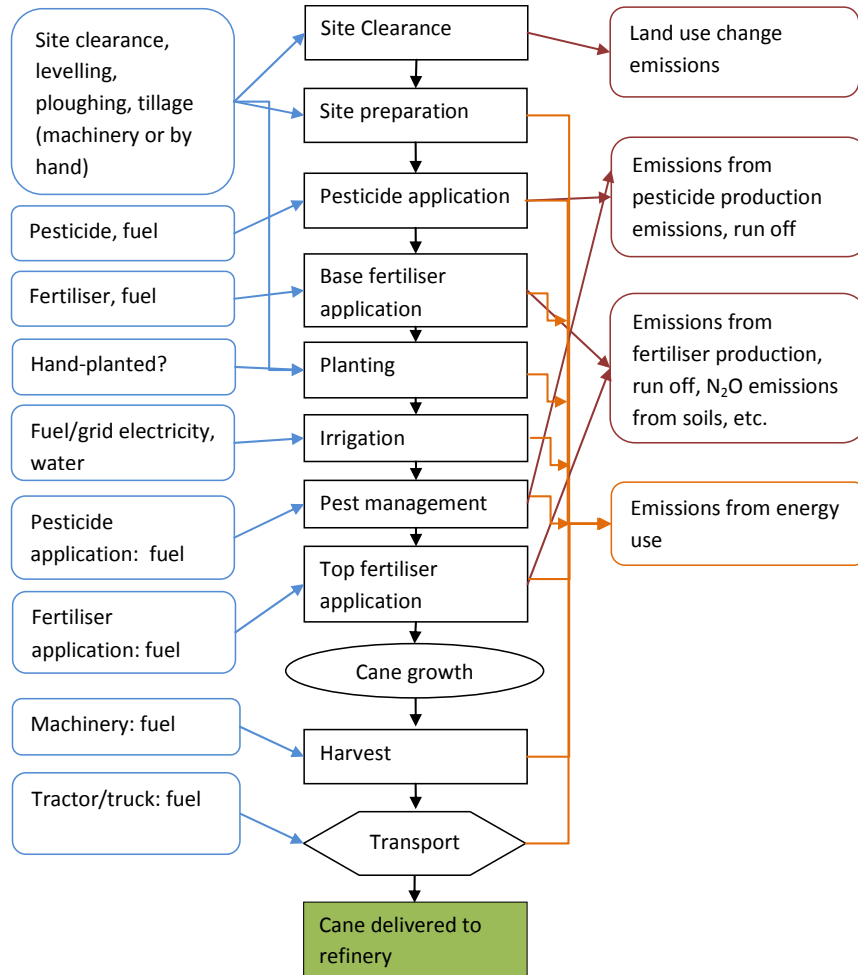 Site clearance,
levelling,
ploughing, tillage
(machinery or by
hand)
Pesticide, fuel
Fertiliser, fuel
Hand-planted?
Fuel/grid electricity,
water
Pesticide
application: fuel
Fertiliser
application: fuel
Machinery: fuel
Tractor/truck: fuel
Site Clearance
Site preparation
Pesticide application
Base fertiliser
application
Planting
Irrigation
Pest management
Top fertiliser
application
Cane growth
Harvest
Transport
Cane delivered to
refinery
Land use change
emissions
Emissions from
pesticide production
emissions, run off
Emissions from
fertiliser production,
run off, N₂O emissions
from soils, etc.
Emissions from energy
use